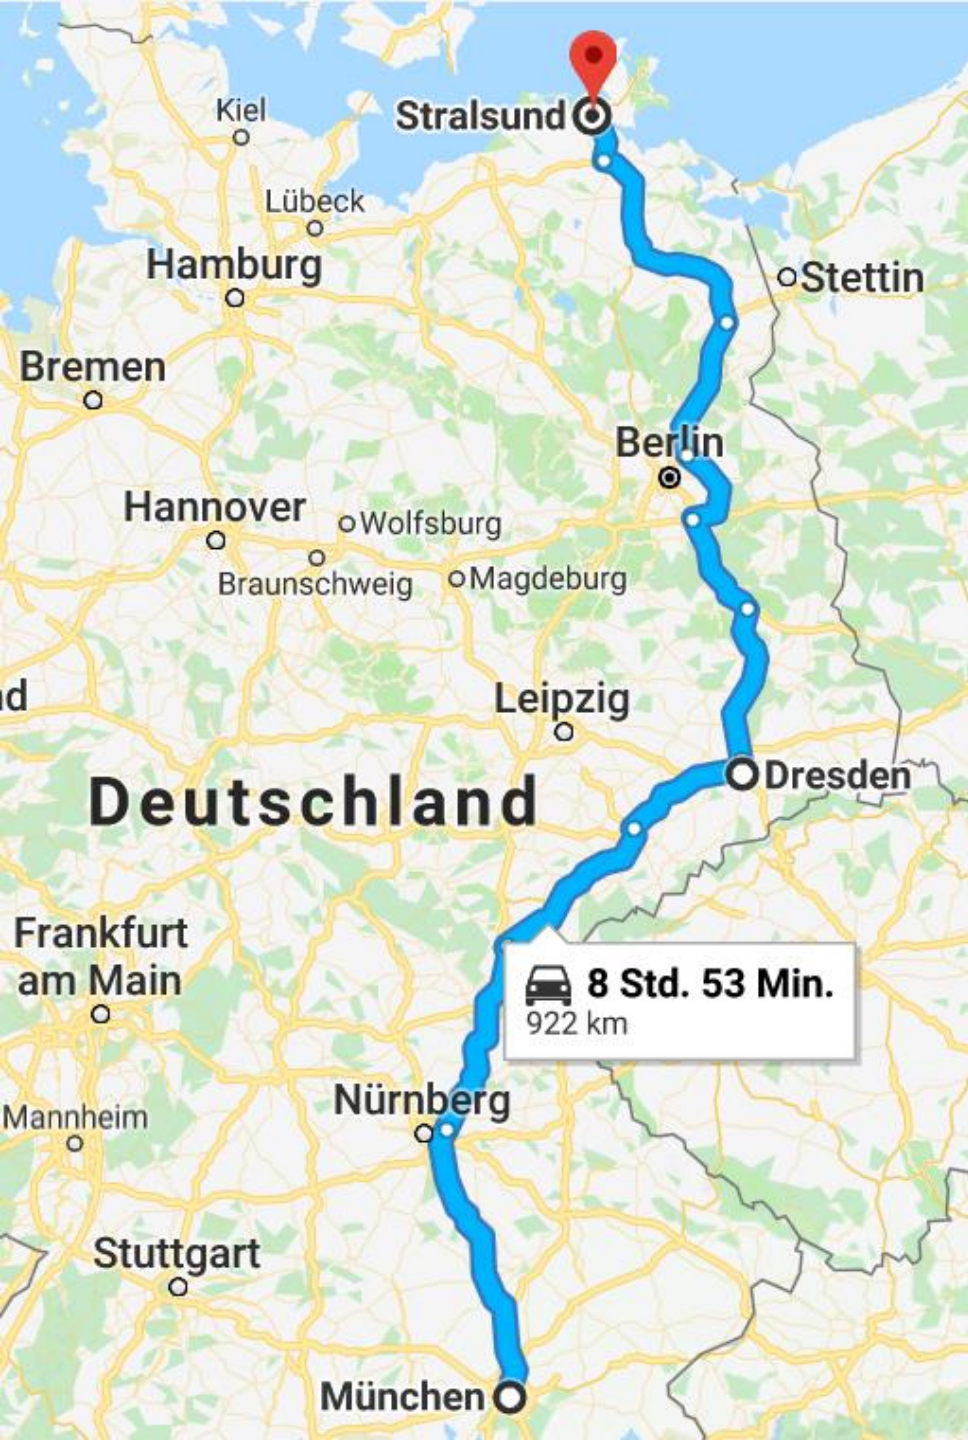 Kiel
Stralsund
Lübeck
Hamburg
Stettin
Bremen
Berlin
Hannover
Wolfsburg
Braunschweig
Magdeburg
nd
Leipzig
Deutschland
Dresden
Frankfurt
am Main
8 Std. 53 Min.
922 km
Nürnberg
Mannheim
Stuttgart
München